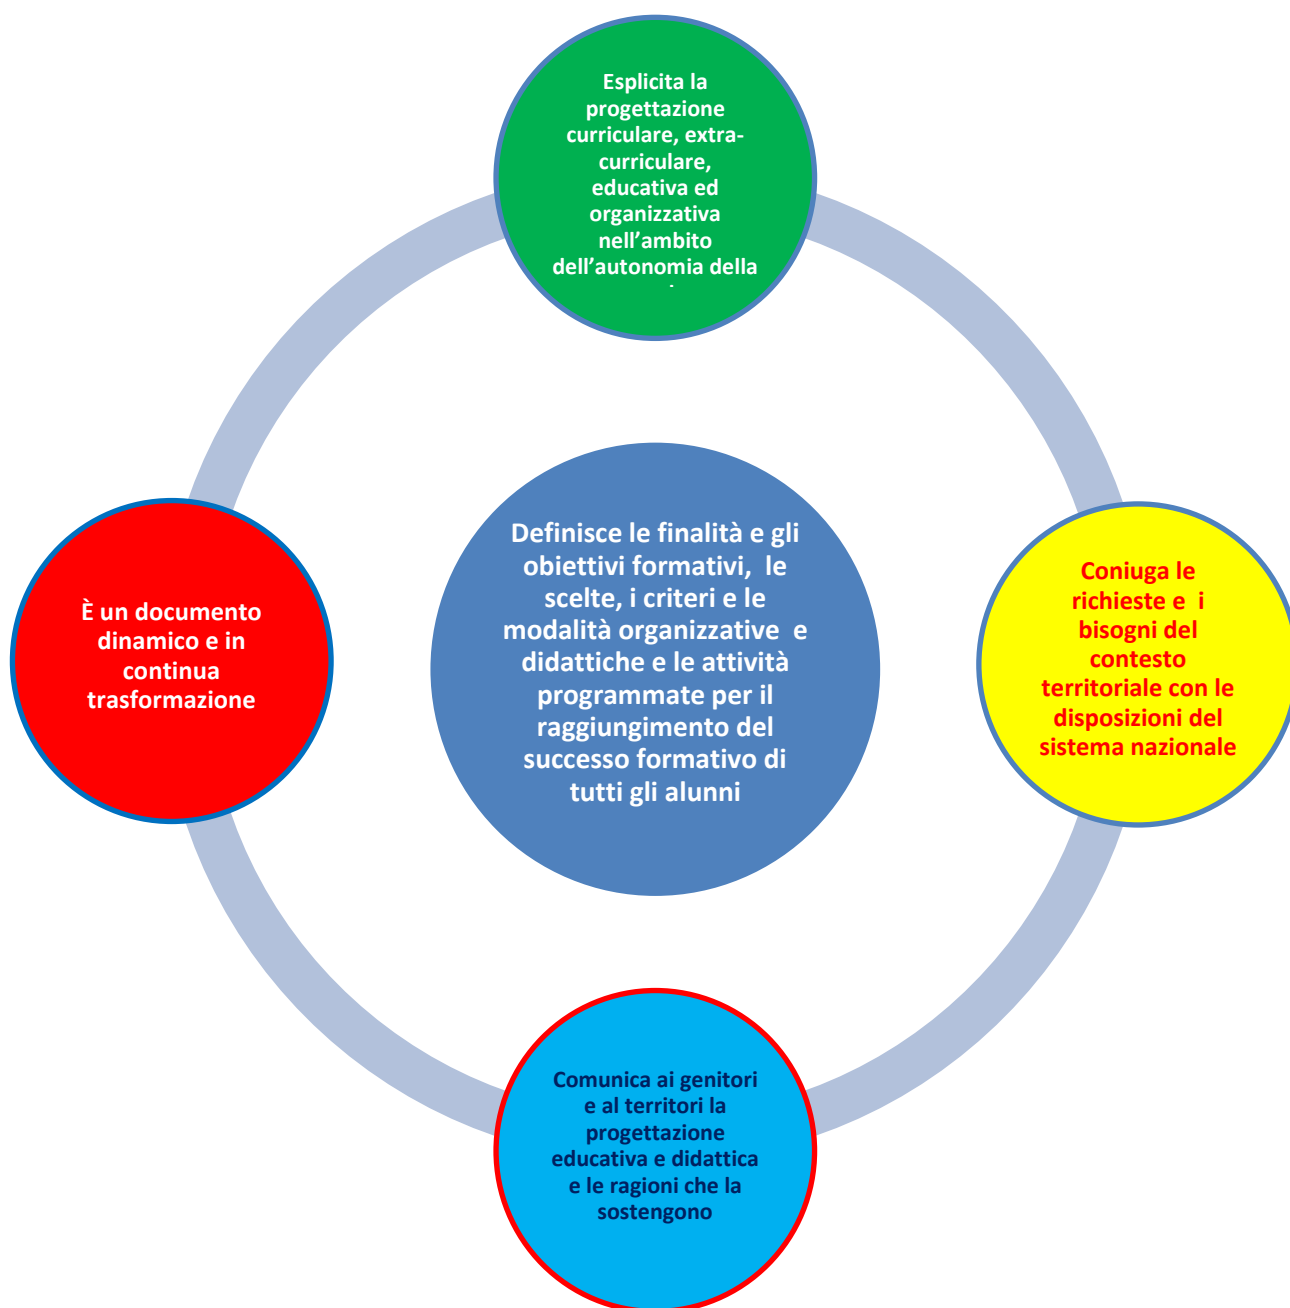 Esplicita la
progettazione
curriculare, extra-
curriculare,
educativa ed
organizzativa
nell’ambito
dell’autonomia della
Definisce le finalità e gli
obiettivi formativi,  le
scelte, i criteri e le
modalità organizzative  e
didattiche e le attività
programmate per il
raggiungimento del
successo formativo di
tutti gli alunni
È un documento
dinamico e in
continua
trasformazione
Coniuga le
richieste e  i
bisogni del
contesto
territoriale con le
disposizioni del
sistema nazionale
Comunica ai genitori
e al territori la
progettazione
educativa e didattica
e le ragioni che la
sostengono